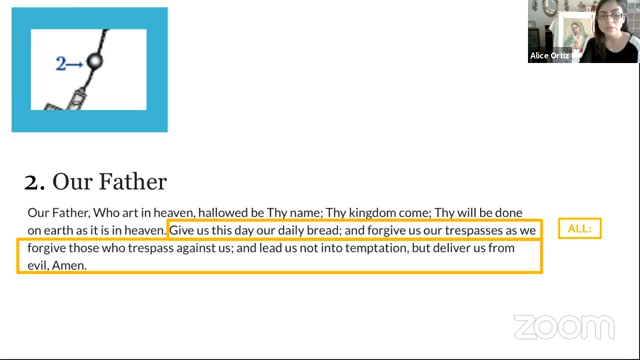 Alice Ortiz
2→
2. Our Father
Our Father, Who art in heaven, hallowed be Thy name; Thy kingdom come; Thy will be done
on earth as it is in heaven. Give us this day our daily bread; and forgive us our trespasses as we
ALL:
forgive those who trespass against us; and lead us not into temptation, but deliver us from
evil, Amen.
zoom